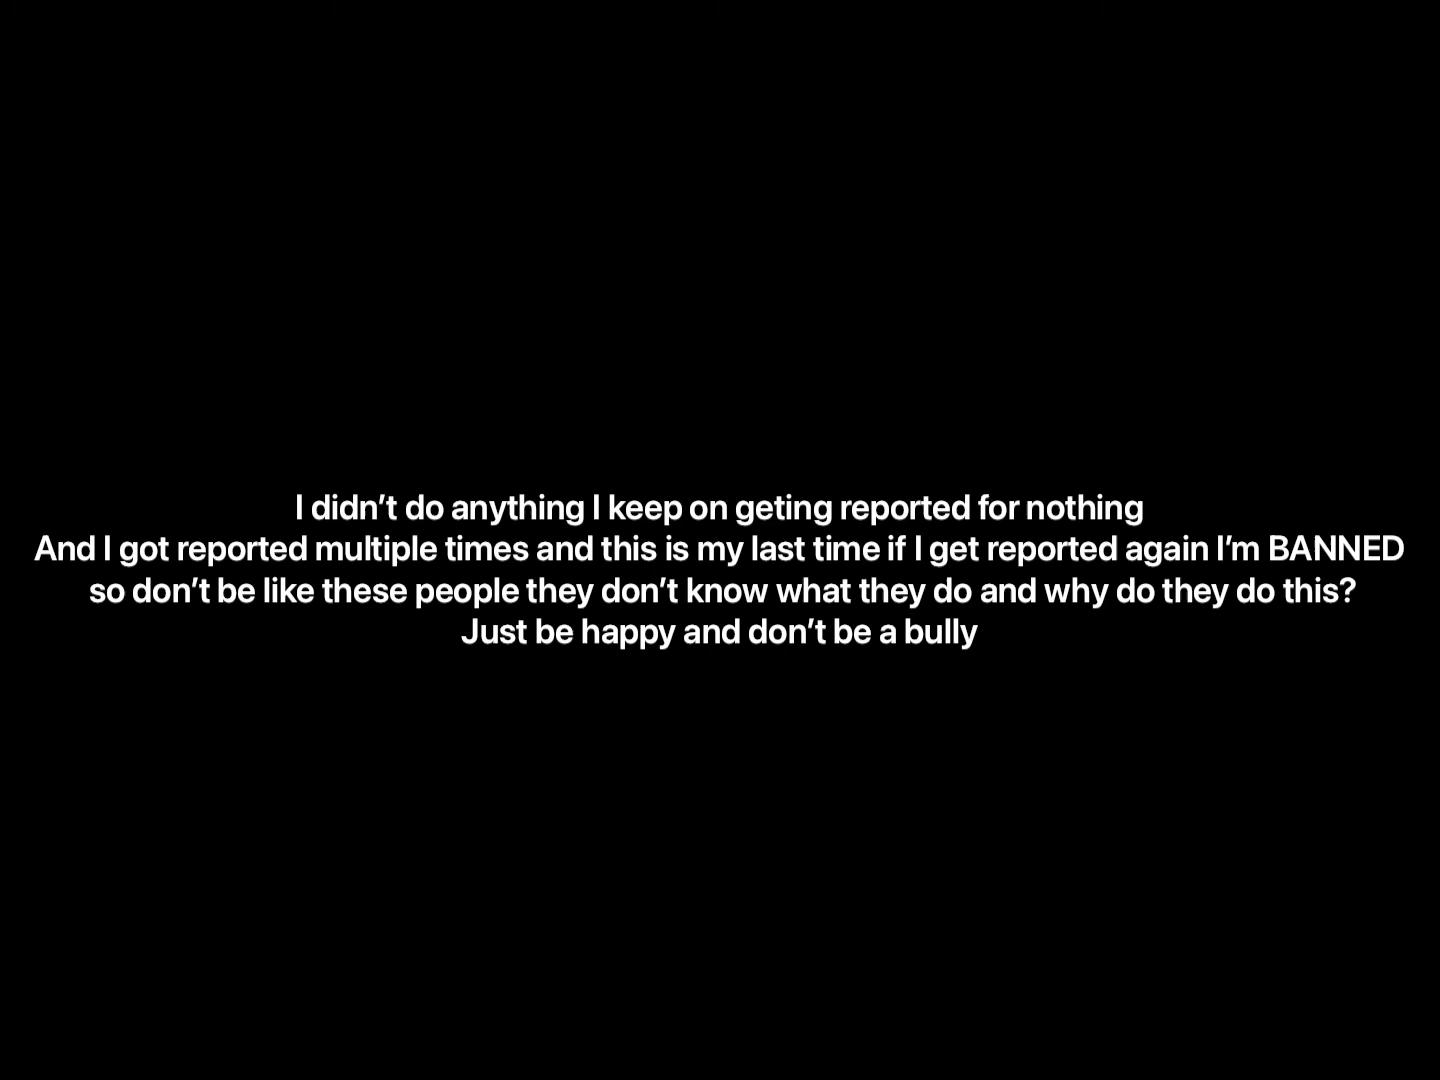 I didn’t do anything I keep on geting reported for nothing
And I got reported multiple times and this is my last time if I get reported again I’m BANNED
so don’t be like these people they don’t know what they do and why do they do this?
Just be happy and don’t be a bully